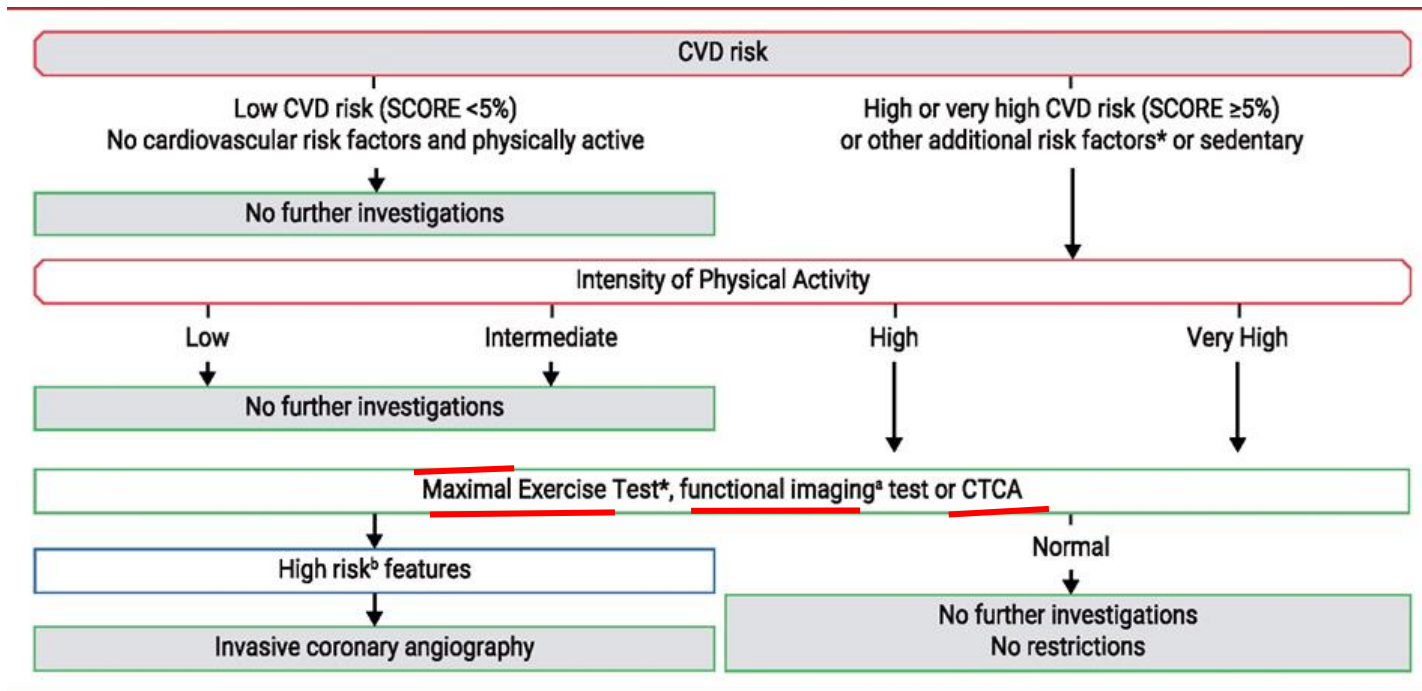 CVD risk
Low CVD risk (SCORE <5%)
No cardiovascular risk factors and physically active
High or very high CVD risk (SCORE ≥5%)
or other additional risk factors* or sedentary
No further investigations
Intensity of Physical Activity
Low
Intermediate
High
Very High
No further investigations
Maximal Exercise Test*, functional imagingᵃ test or CTCA
High riskᵇ features
Normal
Invasive coronary angiography
No further investigations
No restrictions